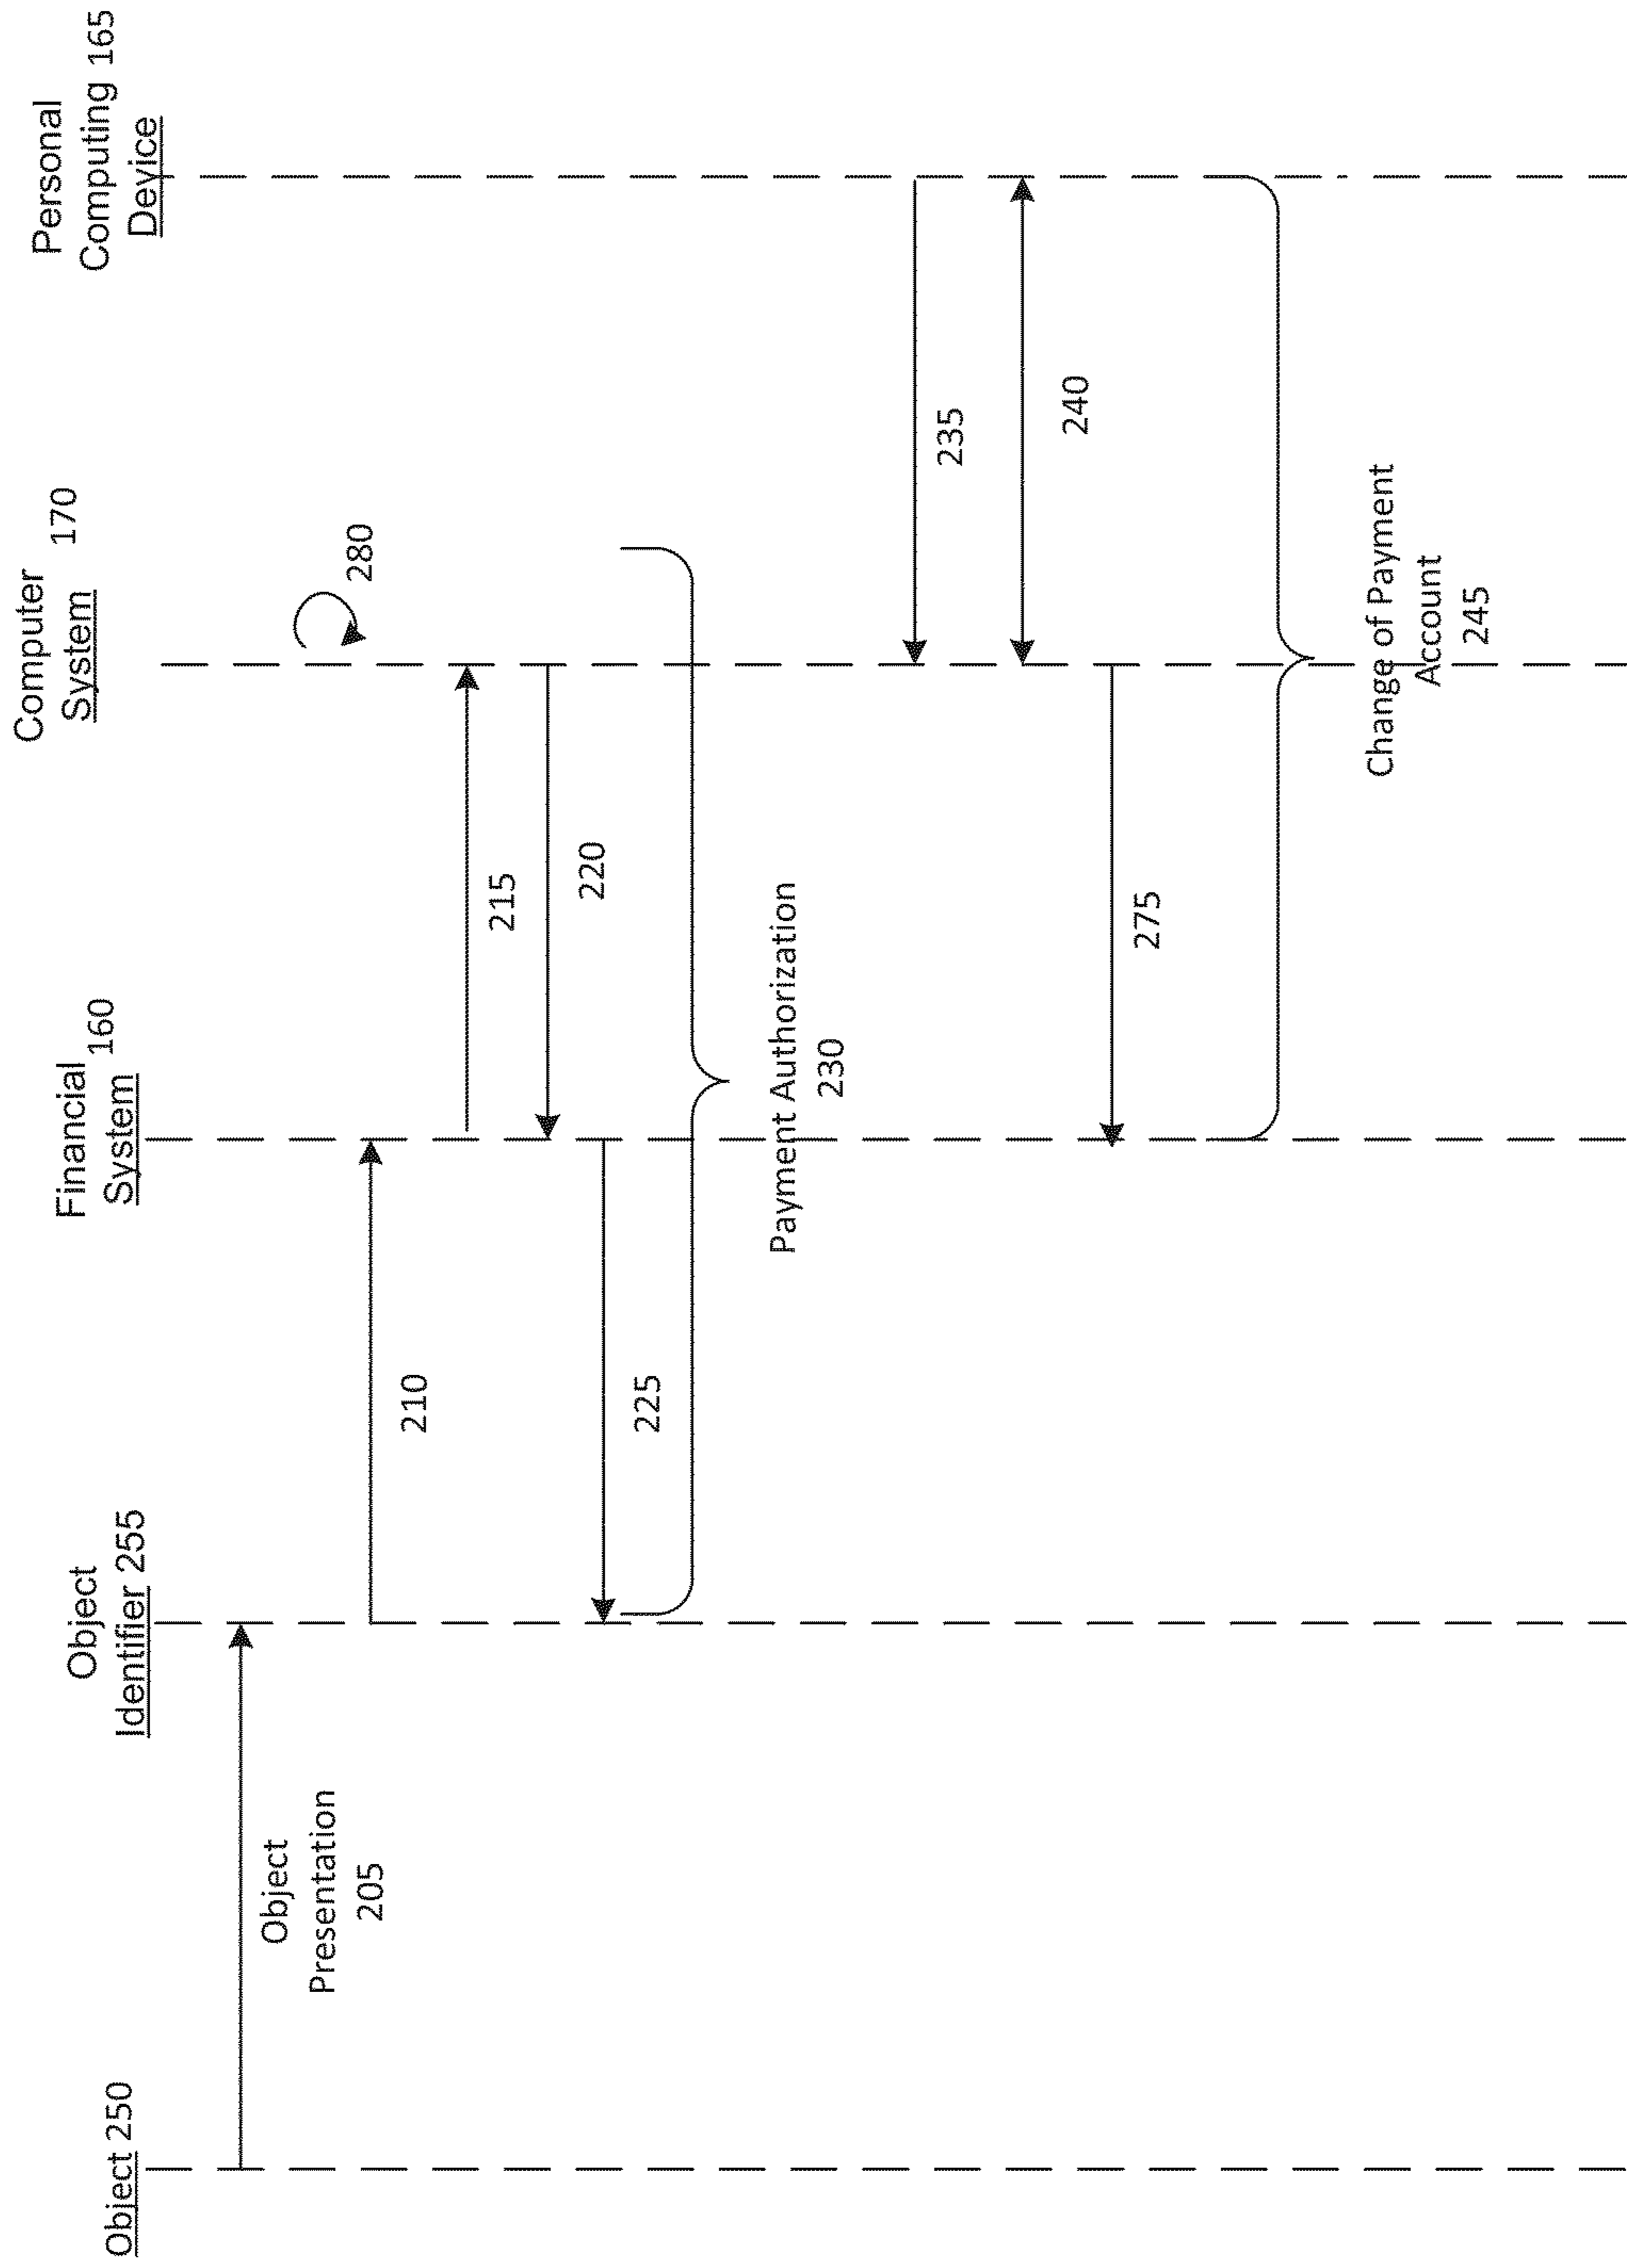 Object 250
Object
Identifier 255
Financial
System 160
Computer
System 170
Personal
Computing 165
Device
Object
Presentation
205
280
210
215
220
225
Payment Authorization
230
235
240
275
Change of Payment
Account
245